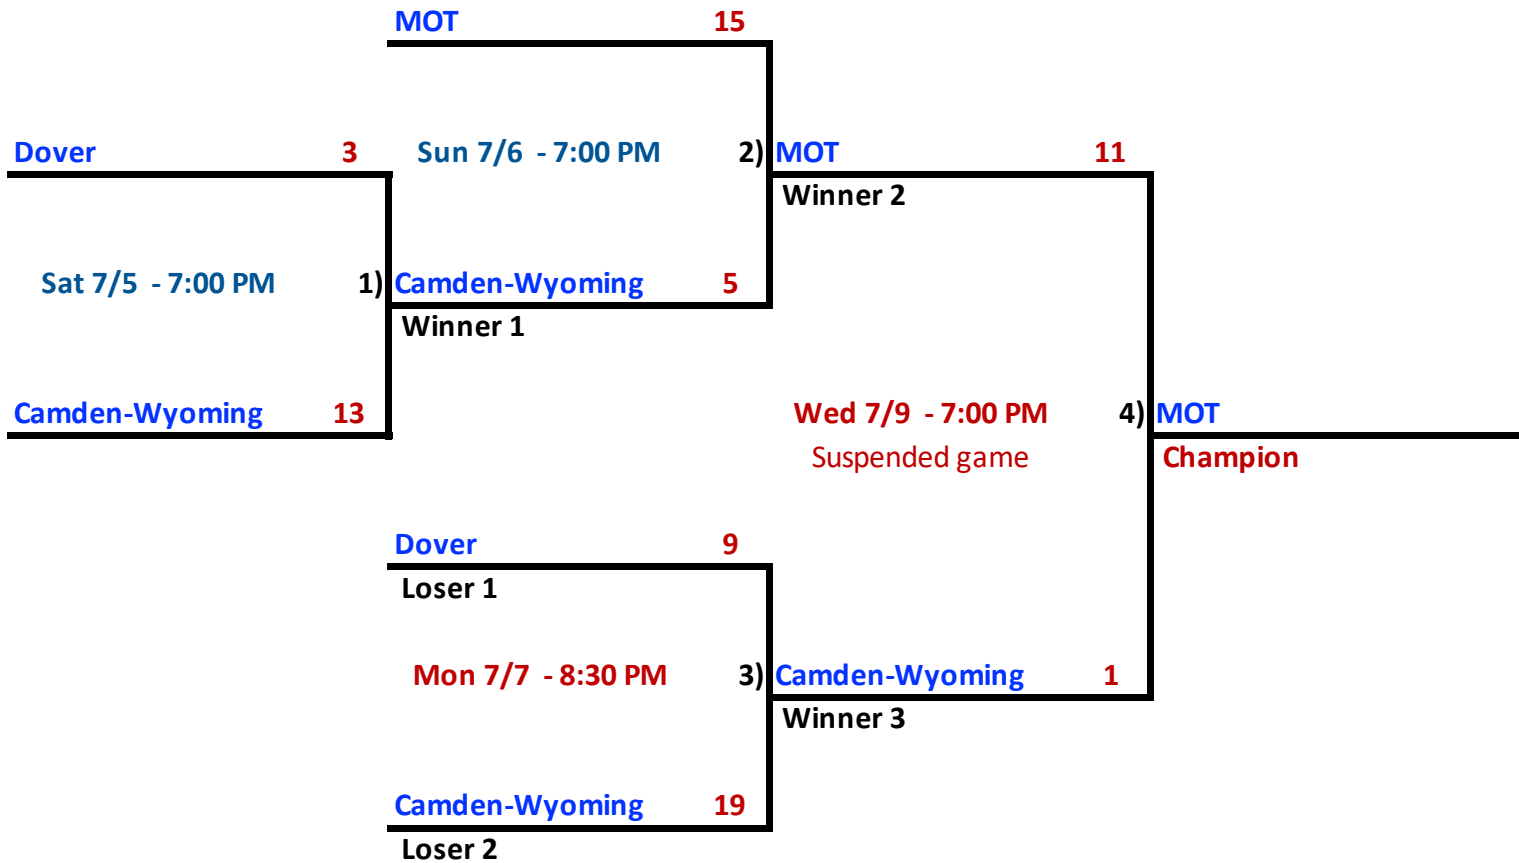 MOT 15
Dover 3 Sun 7/6 - 7:00 PM 2) MOT 11
Winner 2
Sat 7/5 - 7:00 PM 1) Camden-Wyoming 5
Winner 1
Camden-Wyoming 13 Wed 7/9 - 7:00 PM 4) MOT
Suspended game Champion
Dover 9
Loser 1
Mon 7/7 - 8:30 PM 3) Camden-Wyoming 1
Winner 3
Camden-Wyoming 19
Loser 2